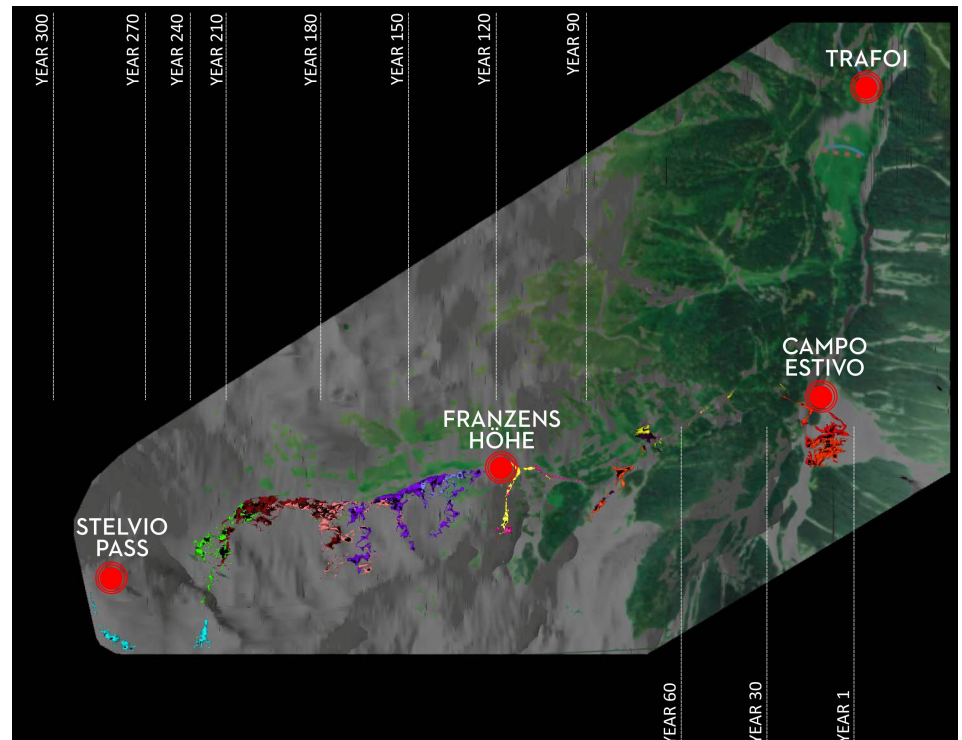 YEAR 300
YEAR 270
YEAR 240
YEAR 210
YEAR 180
YEAR 150
YEAR 120
YEAR 90
TRAFOI
CAMPO
ESTIVO
FRANZENS
HÖHE
STELVIO
PASS
YEAR 60
YEAR 30
YEAR 1